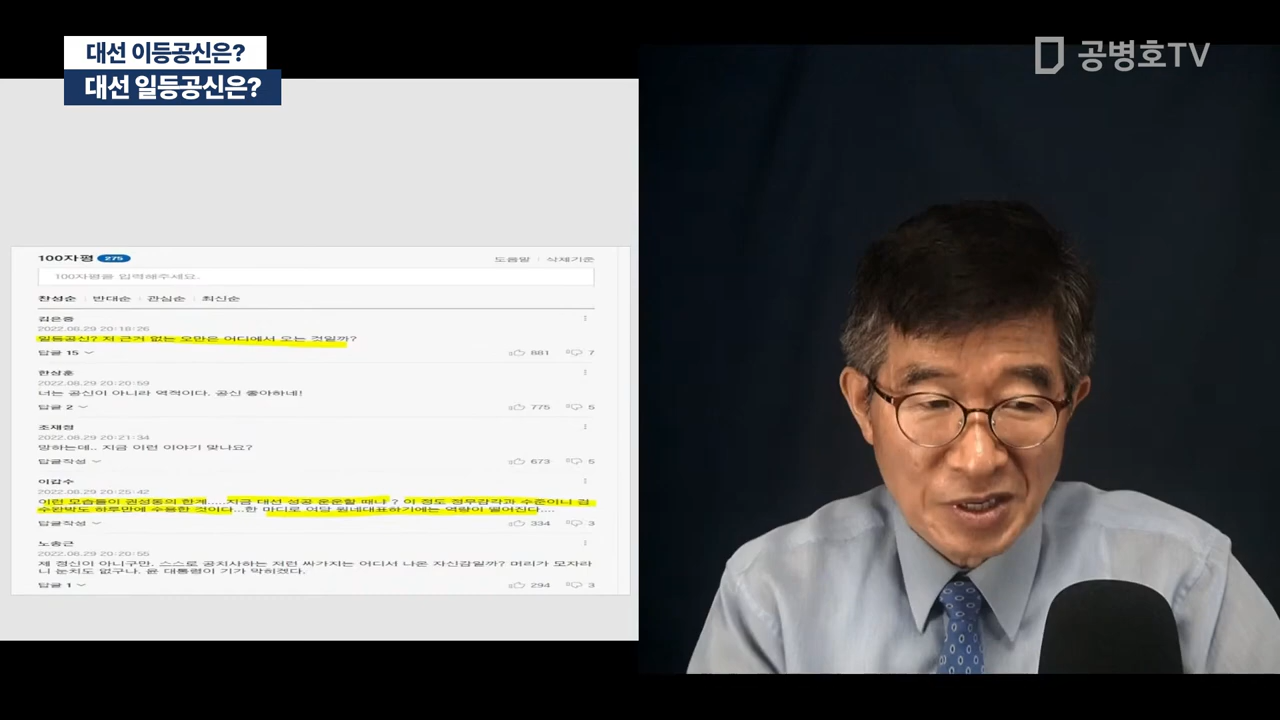 대선 이등공신은?
대선 일등공신은?
공병호TV
100자평 275
도움말 삭제기준
100자평을 입력해주세요.
찬성순 반대순 관심순 최신순
김은중
2022.08.29 20:18:26
일등공신? 저 근거 없는 오만은 어디에서 오는 것일까?
답글 15
881 7
한상훈
2022.08.29 20:20:59
너는 공신이 아니라 역적이다. 공신 좋아하네!
답글 2
775 5
조재성
2022.08.29 20:21:34
망하는데.. 지금 이런 이야기 맞나요?
답글작성
673 5
이갑수
2022.08.29 20:25:42
이런 모습들이 권성동의 한계.....지금 대선 성공 운운할 때냐 ? 이 정도 정무감각과 수준이니 검
수완박도 하루만에 수용한 것이다...한 마디로 여당 원내대표하기에는 역량이 떨어진다....
답글작성
334 3
노송근
2022.08.29 20:20:55
제 정신이 아니구만. 스스로 공치사하는 저런 싸가지는 어디서 나온 자신감일까? 머리가 모자라
니 눈치도 없구나. 윤 대통령이 기가 막히겠다.
답글 1
294 3